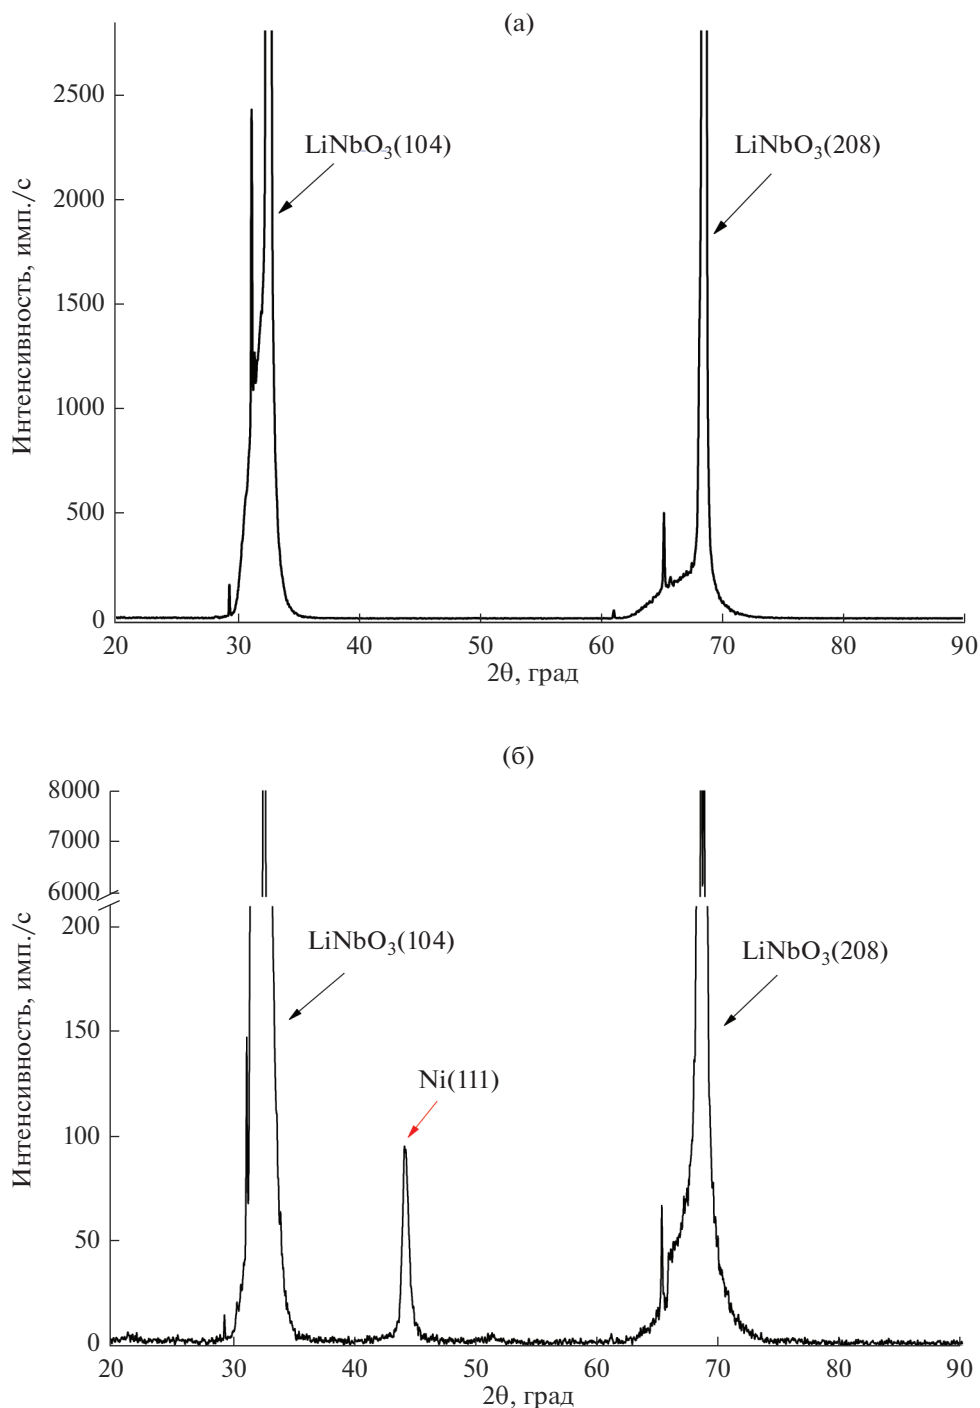 (а)
2500
2000
1500
1000
500
0
Интенсивность, имп./с
LiNbO₃(104)
LiNbO₃(208)
20 30 40 50 60 70 80 90
2θ, град
(б)
8000
7000
6000
200
150
100
50
0
Интенсивность, имп./с
LiNbO₃(104)
LiNbO₃(208)
Ni(111)
20 30 40 50 60 70 80 90
2θ, град